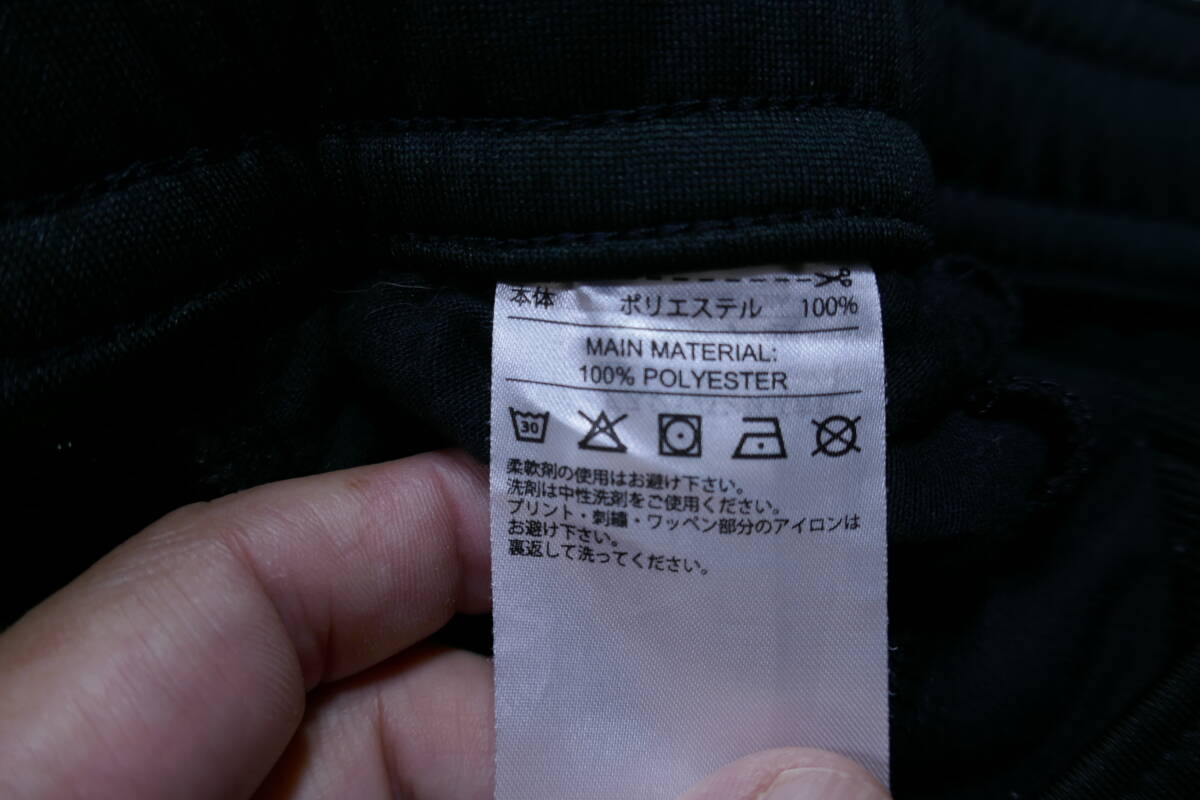 本体 ポリエステル 100%
MAIN MATERIAL:
100% POLYESTER
30
柔軟剤の使用はお避け下さい。
洗剤は中性洗剤をご使用ください。
プリント・刺繍・ワッペン部分のアイロンは
お避け下さい。
裏返して洗ってください。